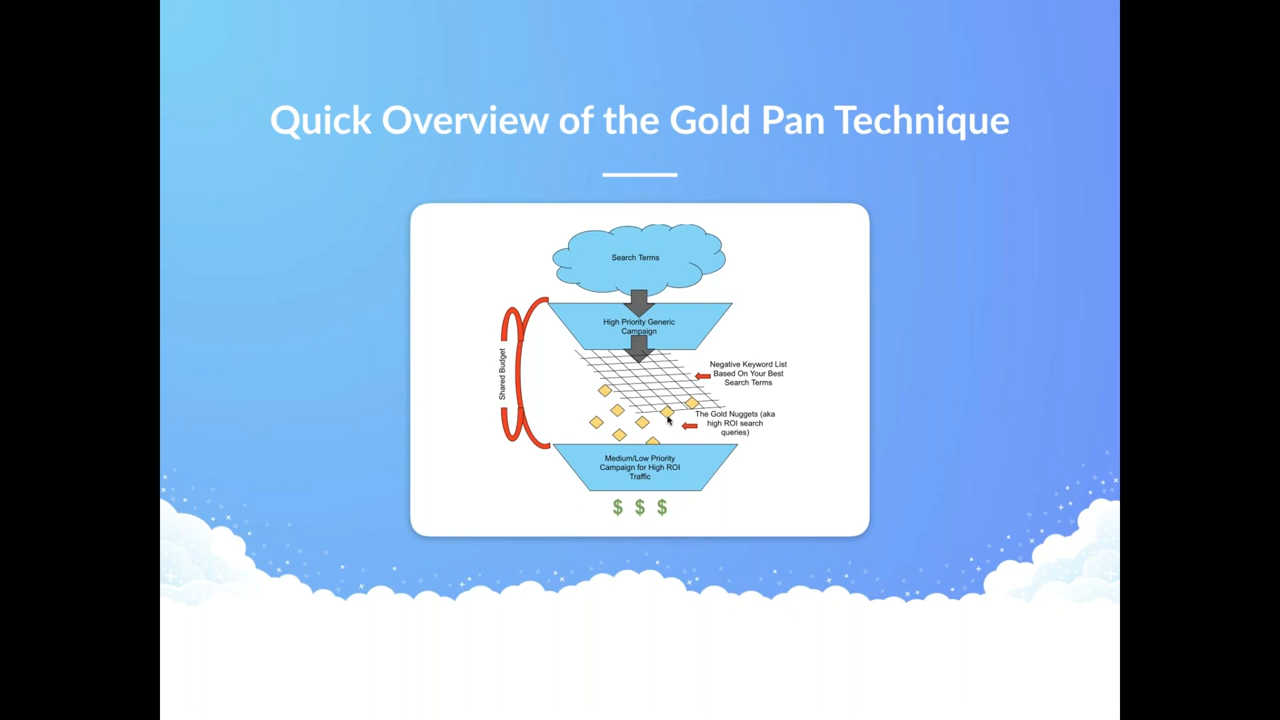 Quick Overview of the Gold Pan Technique
Search Terms
High Priority Generic
Campaign
Shared Budget
Negative Keyword List
Based On Your Best
Search Terms
The Gold Nuggets (aka
high ROI search
queries)
Medium/Low Priority
Campaign for High ROI
Traffic
$ $ $